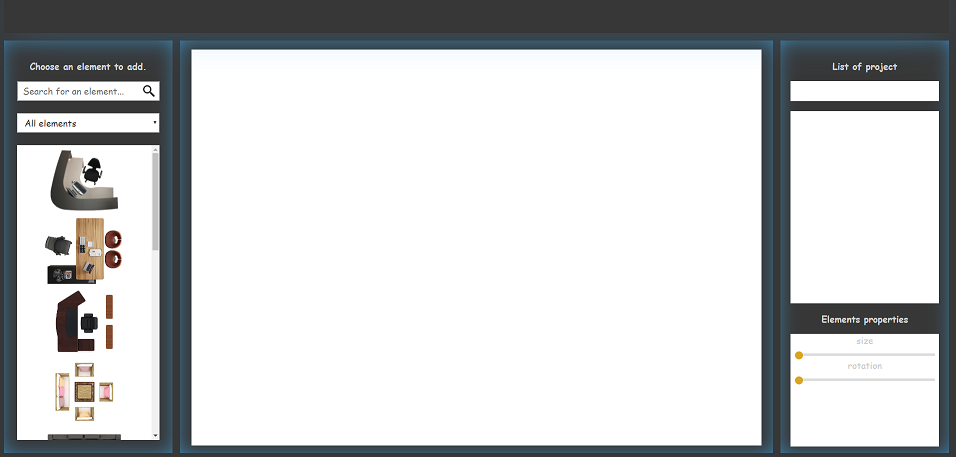 Choose an element to add.
Search for an element...
All elements
List of project
Elements properties
size
rotation